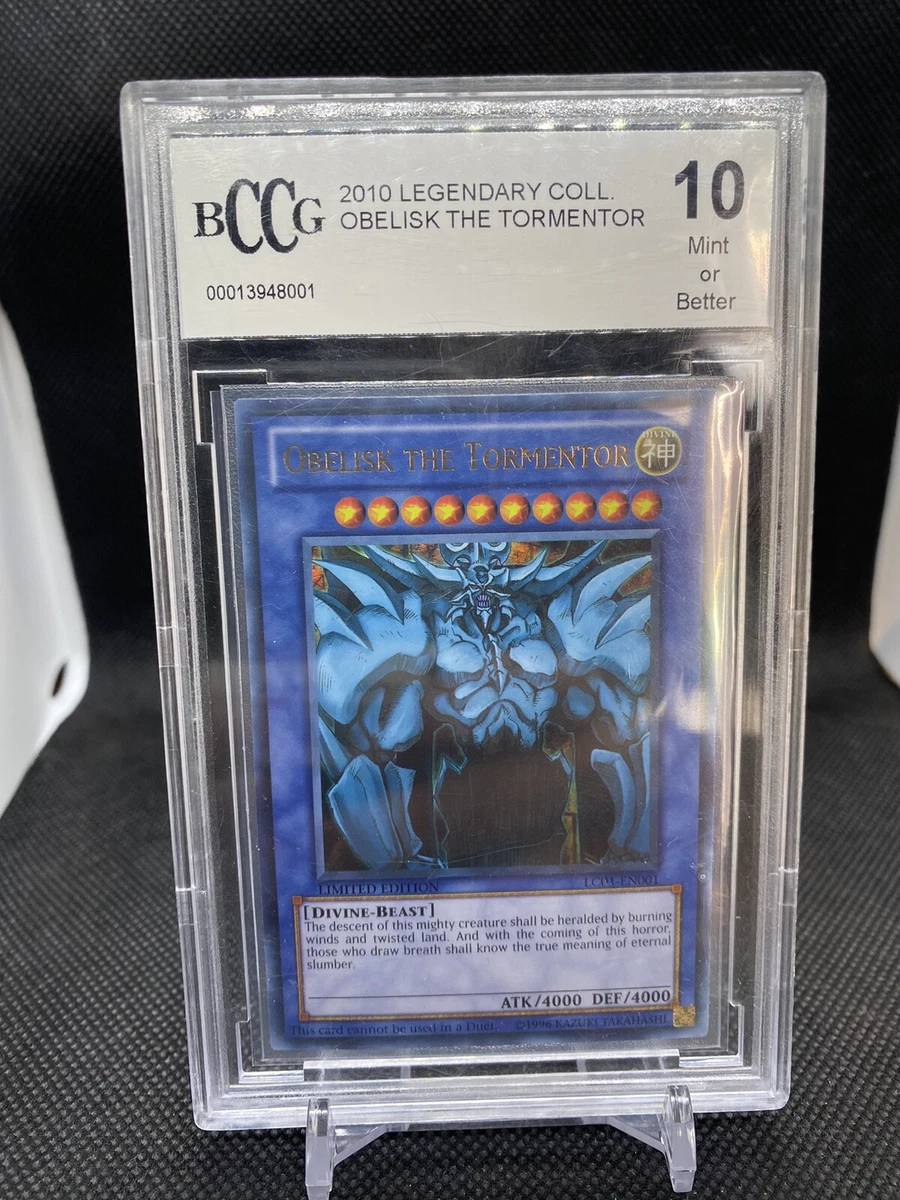 BCCG
2010 LEGENDARY COLL.
OBELISK THE TORMENTOR
10
Mint
or
Better
00013948001
OBELISK THE TORMENTOR
DIVINE
神
LIMITED EDITION
LC01-EN001
[DIVINE-BEAST]
The descent of this mighty creature shall be heralded by burning
winds and twisted land. And with the coming of this horror,
those who draw breath shall know the true meaning of eternal
slumber.
ATK/4000 DEF/4000
This card cannot be used in a Duel.
©1996 KAZUKI TAKAHASHI